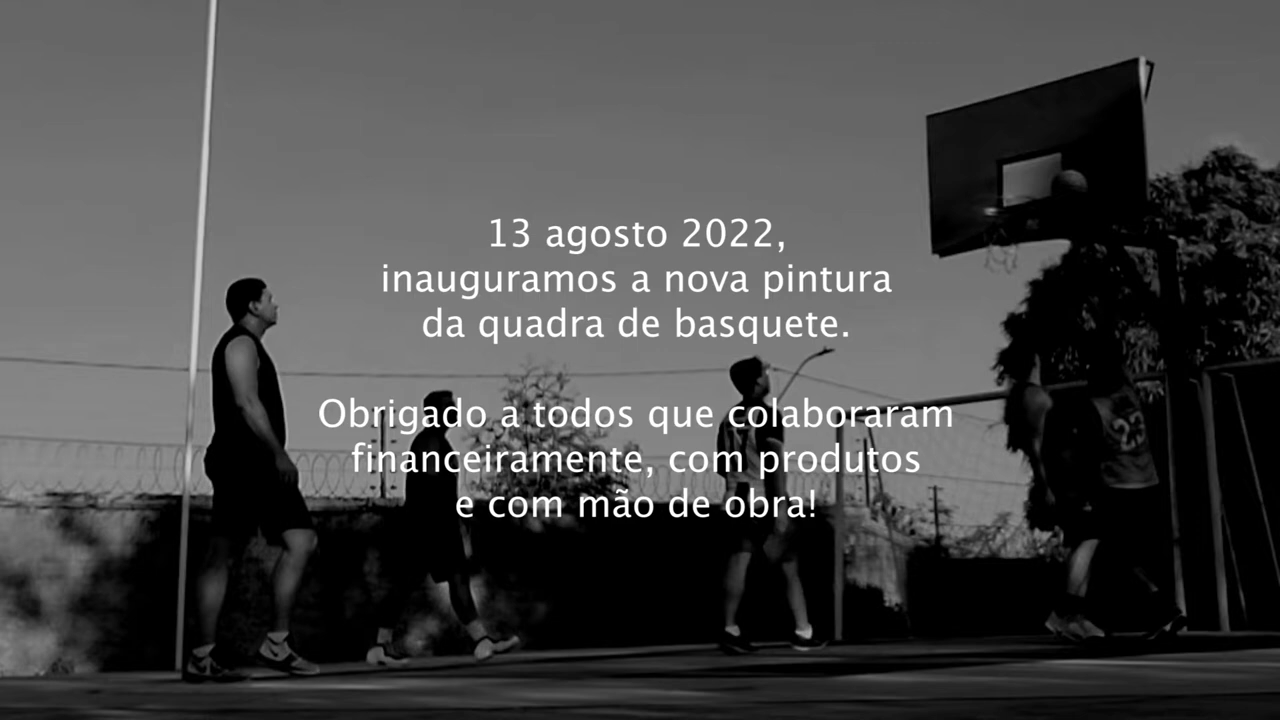 13 agosto 2022,
inauguramos a nova pintura
da quadra de basquete.
Obrigado a todos que colaboraram
financeiramente, com produtos
e com mão de obra!
23